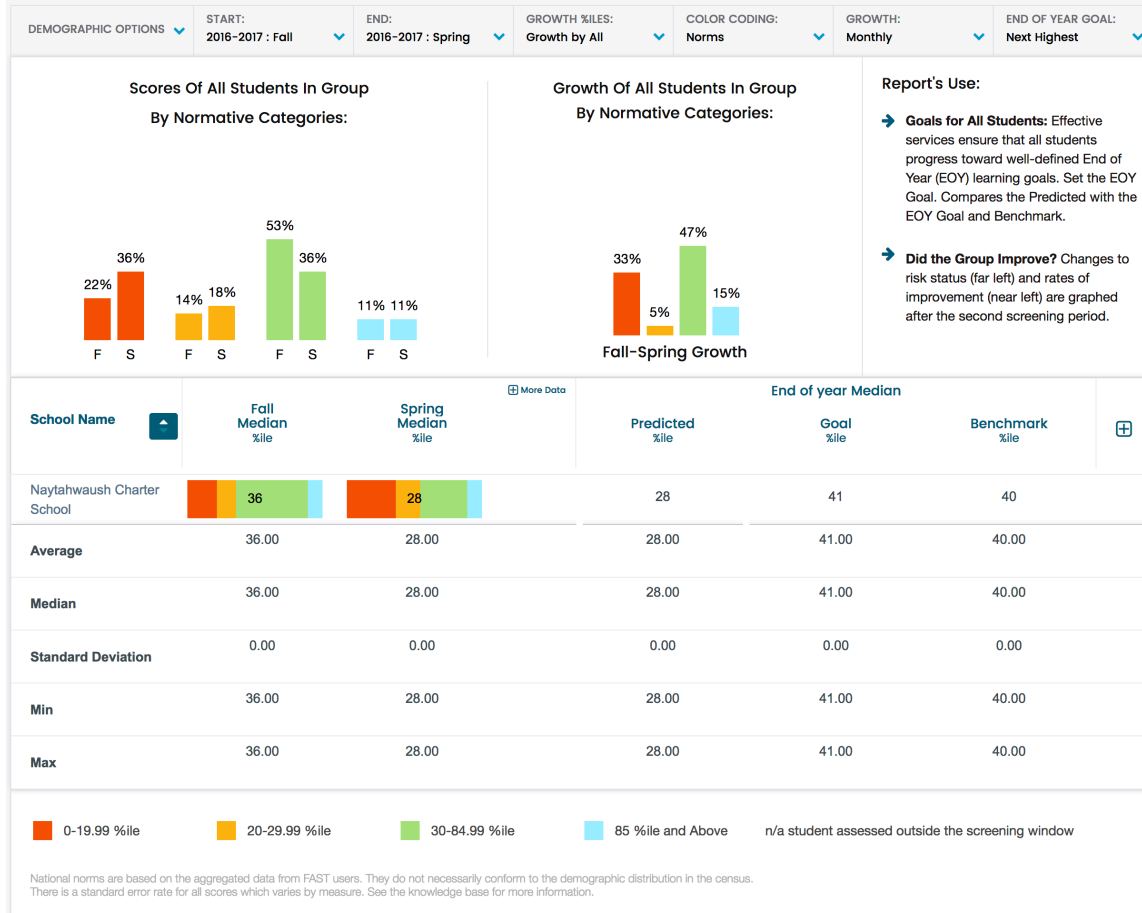 DEMOGRAPHIC OPTIONS
START:
2016-2017 : Fall
END:
2016-2017 : Spring
GROWTH %ILES:
Growth by All
COLOR CODING:
Norms
GROWTH:
Monthly
END OF YEAR GOAL:
Next Highest
Scores Of All Students In Group
By Normative Categories:
22%
36%
14%
18%
53%
36%
11%
11%
F
S
F
S
F
S
F
S
Growth Of All Students In Group
By Normative Categories:
33%
5%
47%
15%
Fall-Spring Growth
Report's Use:
Goals for All Students: Effective
services ensure that all students
progress toward well-defined End of
Year (EOY) learning goals. Set the EOY
Goal. Compares the Predicted with the
EOY Goal and Benchmark.
Did the Group Improve? Changes to
risk status (far left) and rates of
improvement (near left) are graphed
after the second screening period.
School Name
Fall
Median
%ile
Spring
Median
%ile
More Data
End of year Median
Predicted
%ile
Goal
%ile
Benchmark
%ile
Naytahwaush Charter
School
36
28
28
41
40
Average
36.00
28.00
28.00
41.00
40.00
Median
36.00
28.00
28.00
41.00
40.00
Standard Deviation
0.00
0.00
0.00
0.00
0.00
Min
36.00
28.00
28.00
41.00
40.00
Max
36.00
28.00
28.00
41.00
40.00
0-19.99 %ile
20-29.99 %ile
30-84.99 %ile
85 %ile and Above
n/a student assessed outside the screening window
National norms are based on the aggregated data from FAST users. They do not necessarily conform to the demographic distribution in the census.
There is a standard error rate for all scores which varies by measure. See the knowledge base for more information.